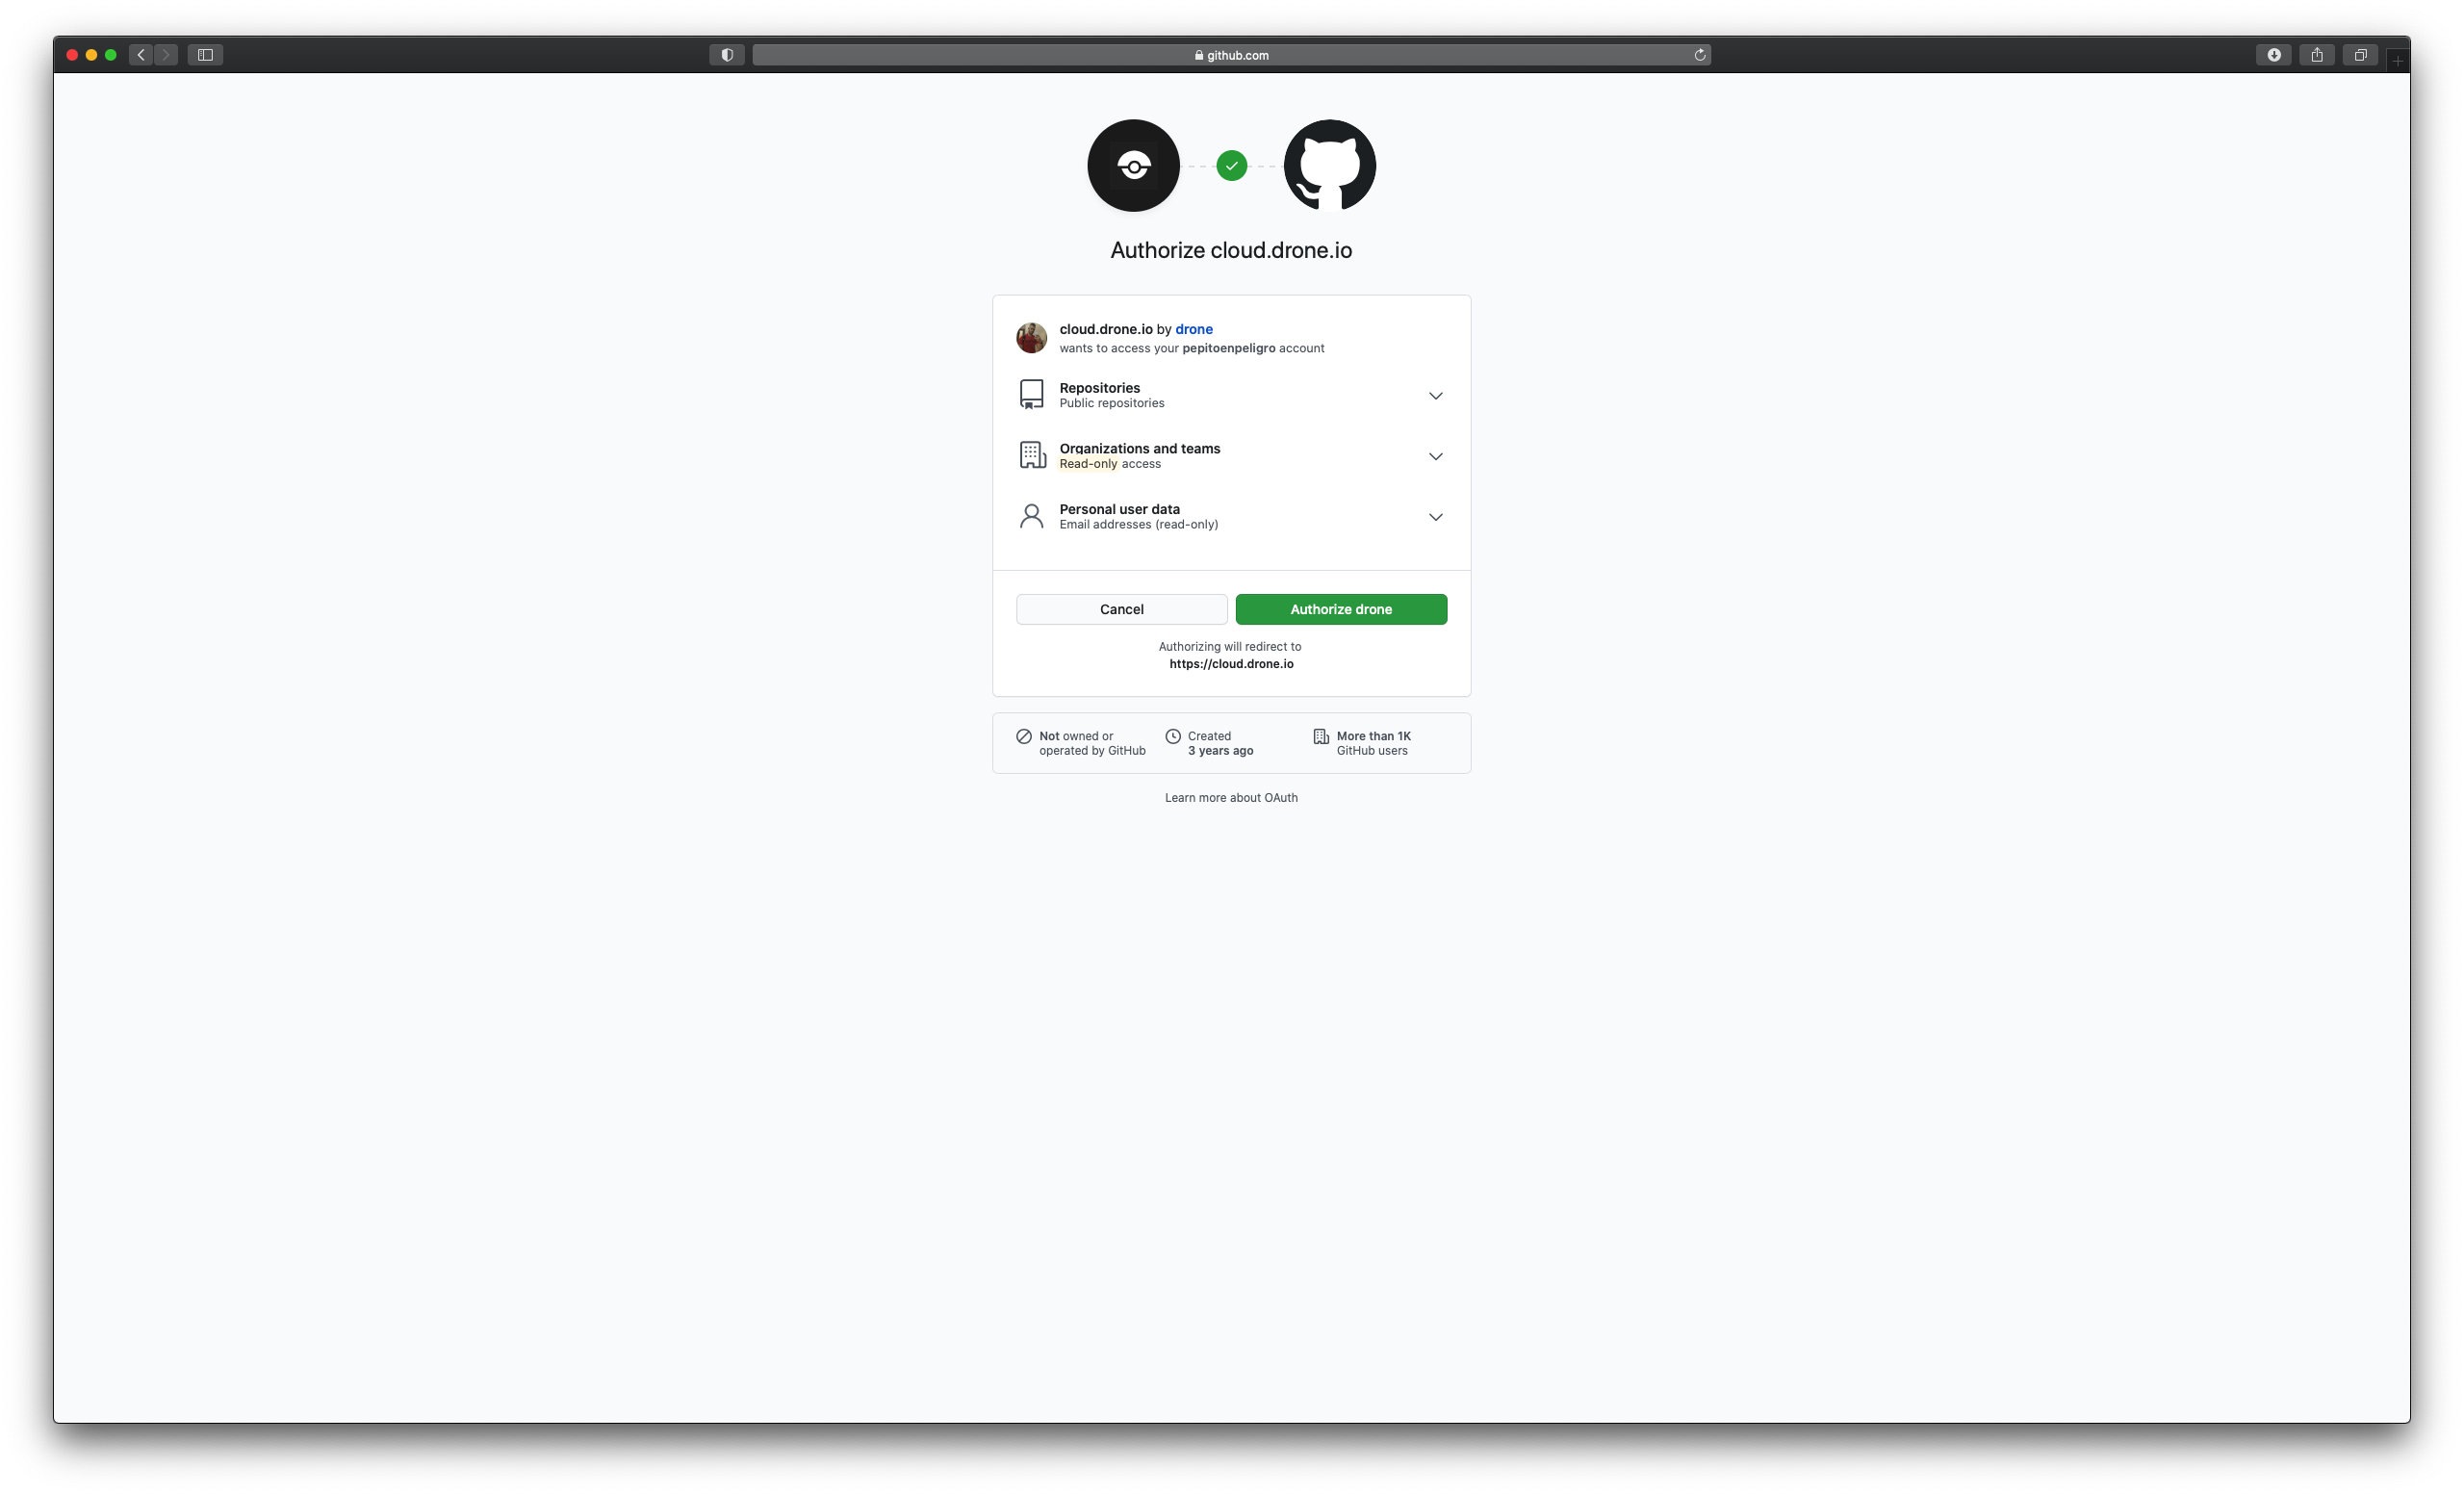 github.com
Authorize cloud.drone.io
cloud.drone.io by drone
wants to access your pepitoenpeligro account
Repositories
Public repositories
Organizations and teams
Read-only access
Personal user data
Email addresses (read-only)
Cancel
Authorize drone
Authorizing will redirect to
https://cloud.drone.io
Not owned or
operated by GitHub
Created
3 years ago
More than 1K
GitHub users
Learn more about OAuth